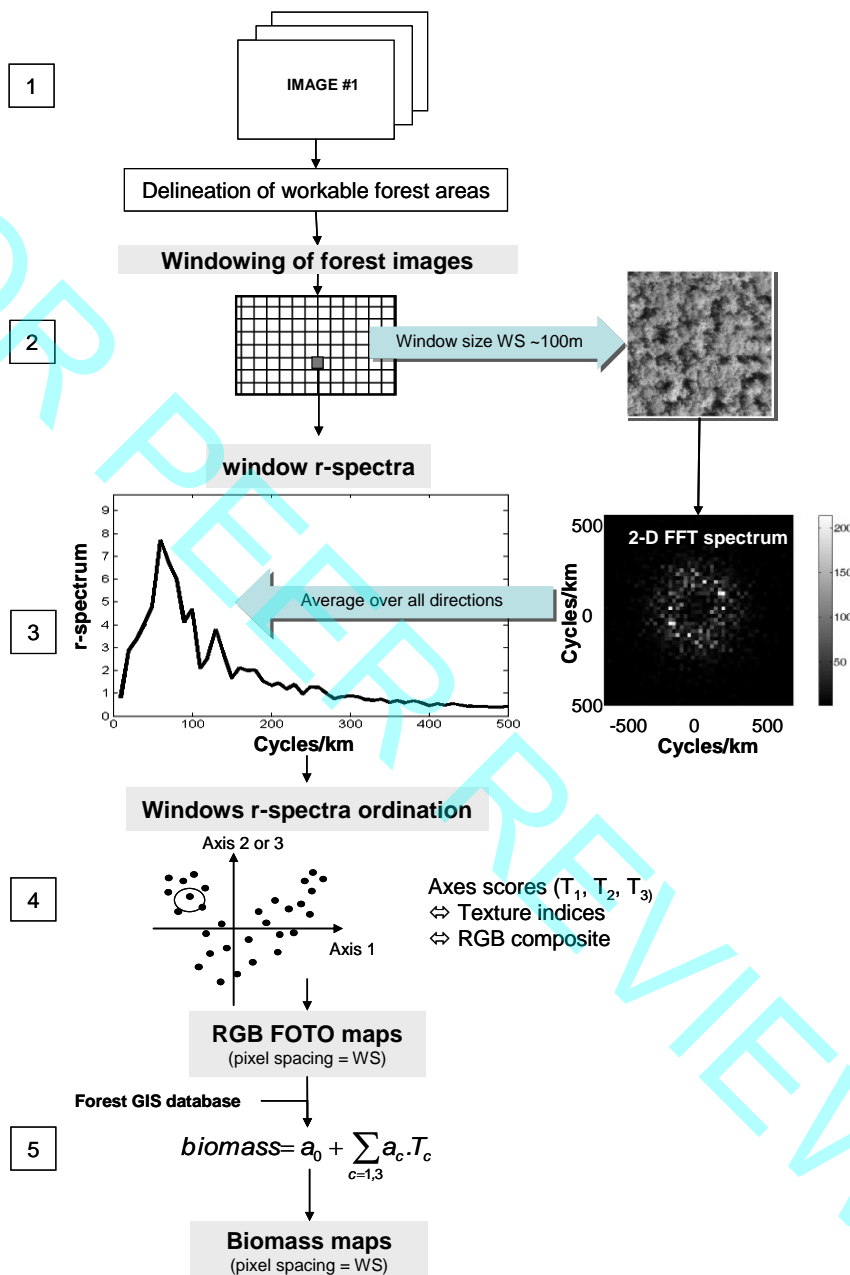 1
IMAGE #1
Delineation of workable forest areas
Windowing of forest images
2
Window size WS ~100m
window r-spectra
3
r-spectrum
9
8
7
6
5
4
3
2
1
0
0
100
200
300
400
500
Cycles/km
Average over all directions
2-D FFT spectrum
500
0
500
Cycles/km
-500
0
500
Cycles/km
200
150
100
50
Windows r-spectra ordination
4
Axis 2 or 3
Axis 1
Axes scores (T1, T2, T3)
⇔ Texture indices
⇔ RGB composite
RGB FOTO maps
(pixel spacing = WS)
Forest GIS database
5
biomass= a0 + ∑ ac.Tc
c=1,3
Biomass maps
(pixel spacing = WS)
OR PEER REVIEW